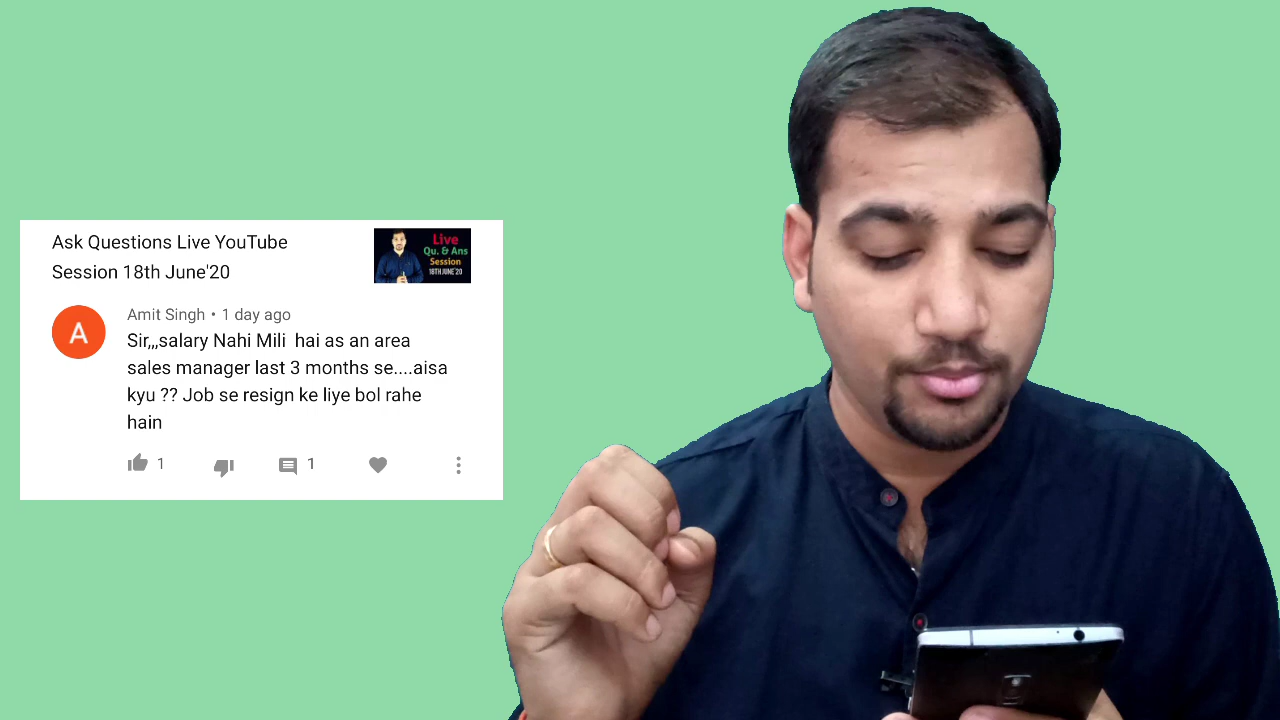 Ask Questions Live YouTube
Session 18th June'20
Live
Qu. & Ans
Session
18TH JUNE'20
A
Amit Singh • 1 day ago
Sir,,,salary Nahi Mili hai as an area
sales manager last 3 months se....aisa
kyu ?? Job se resign ke liye bol rahe
hain
1
1